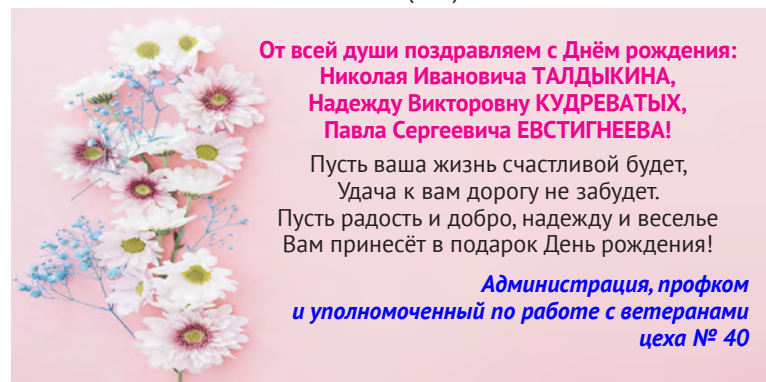 От всей души поздравляем с Днём рождения:
Николая Ивановича ТАЛДЫКИНА,
Надежду Викторовну КУДРЕВАТЫХ,
Павла Сергеевича ЕВСТИГНЕЕВА!
Пусть ваша жизнь счастливой будет,
Удача к вам дорогу не забудет.
Пусть радость и добро, надежду и веселье
Вам принесёт в подарок День рождения!
Администрация, профком
и уполномоченный по работе с ветеранами
цеха № 40